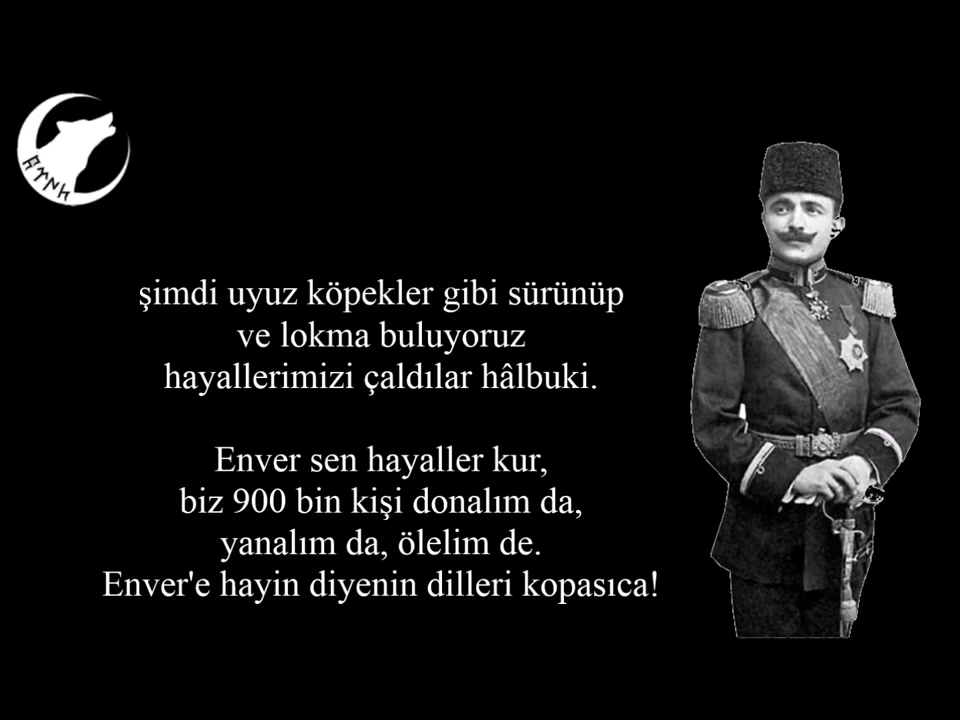 şimdi uyuz köpekler gibi sürünüp
ve lokma buluyoruz
hayallerimizi çaldılar hâlbuki.
Enver sen hayaller kur,
biz 900 bin kişi donalım da,
yanalım da, ölelim de.
Enver'e hayin diyenin dilleri kopasıca!